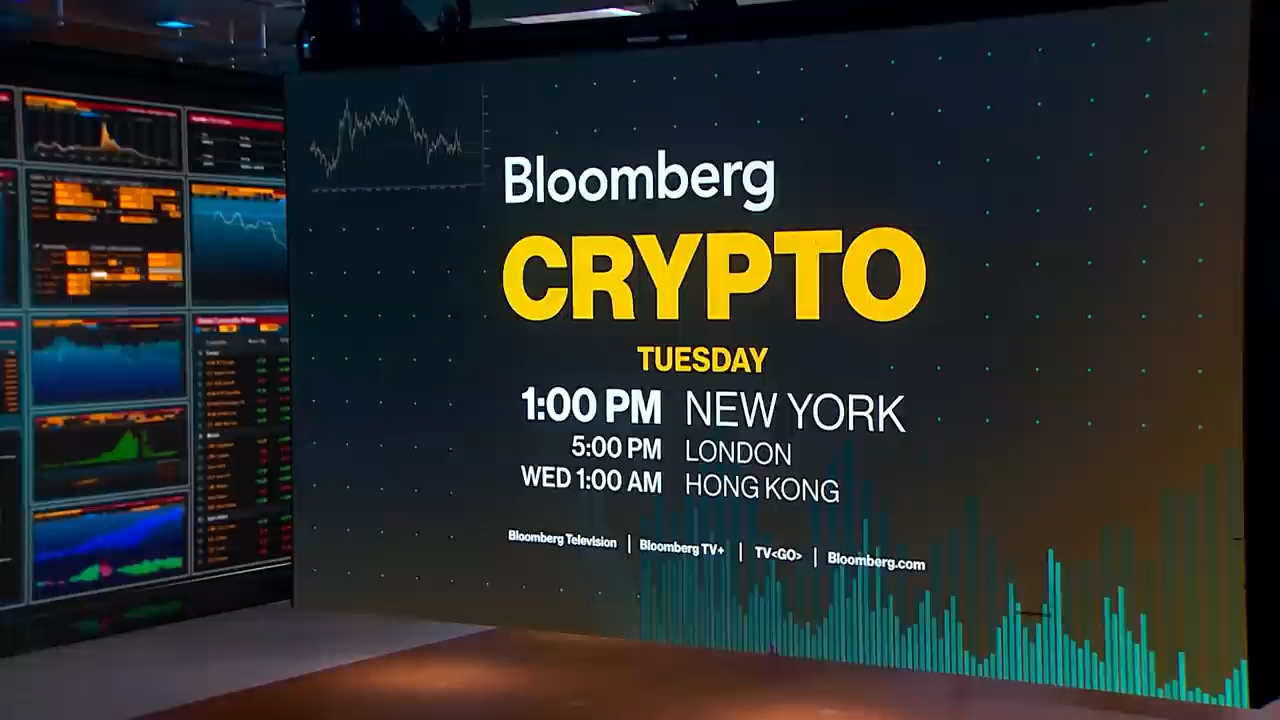 Bloomberg
CRYPTO
TUESDAY
1:00 PM NEW YORK
5:00 PM LONDON
WED 1:00 AM HONG KONG
Bloomberg Television | Bloomberg TV+ | TV<GO> | Bloomberg.com